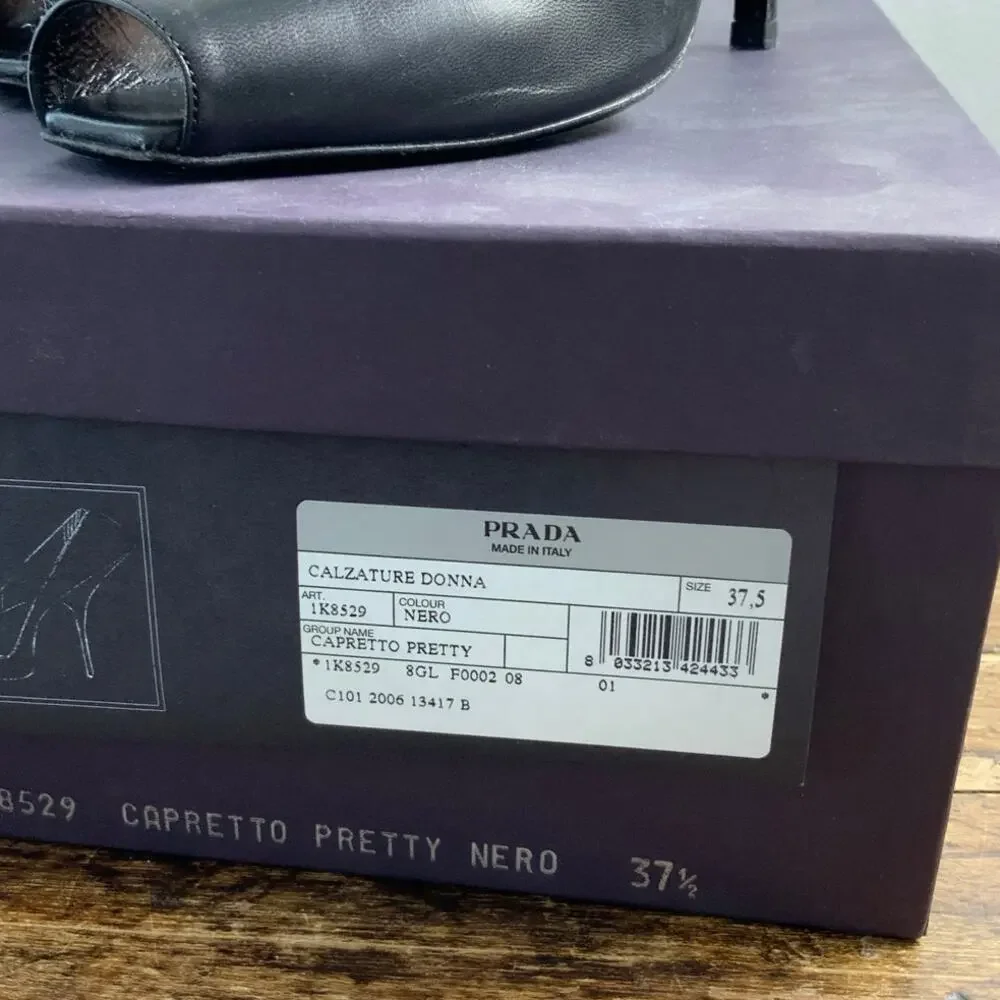 PRADA
MADE IN ITALY
CALZATURE DONNA
SIZE 37,5
ART.
1K8529
COLOUR
NERO
GROUP NAME
CAPRETTO PRETTY
8 033213 424433
*1K8529 8GL F0002 08 01 *
C101 2006 13417 B
8529 CAPRETTO PRETTY NERO 37½